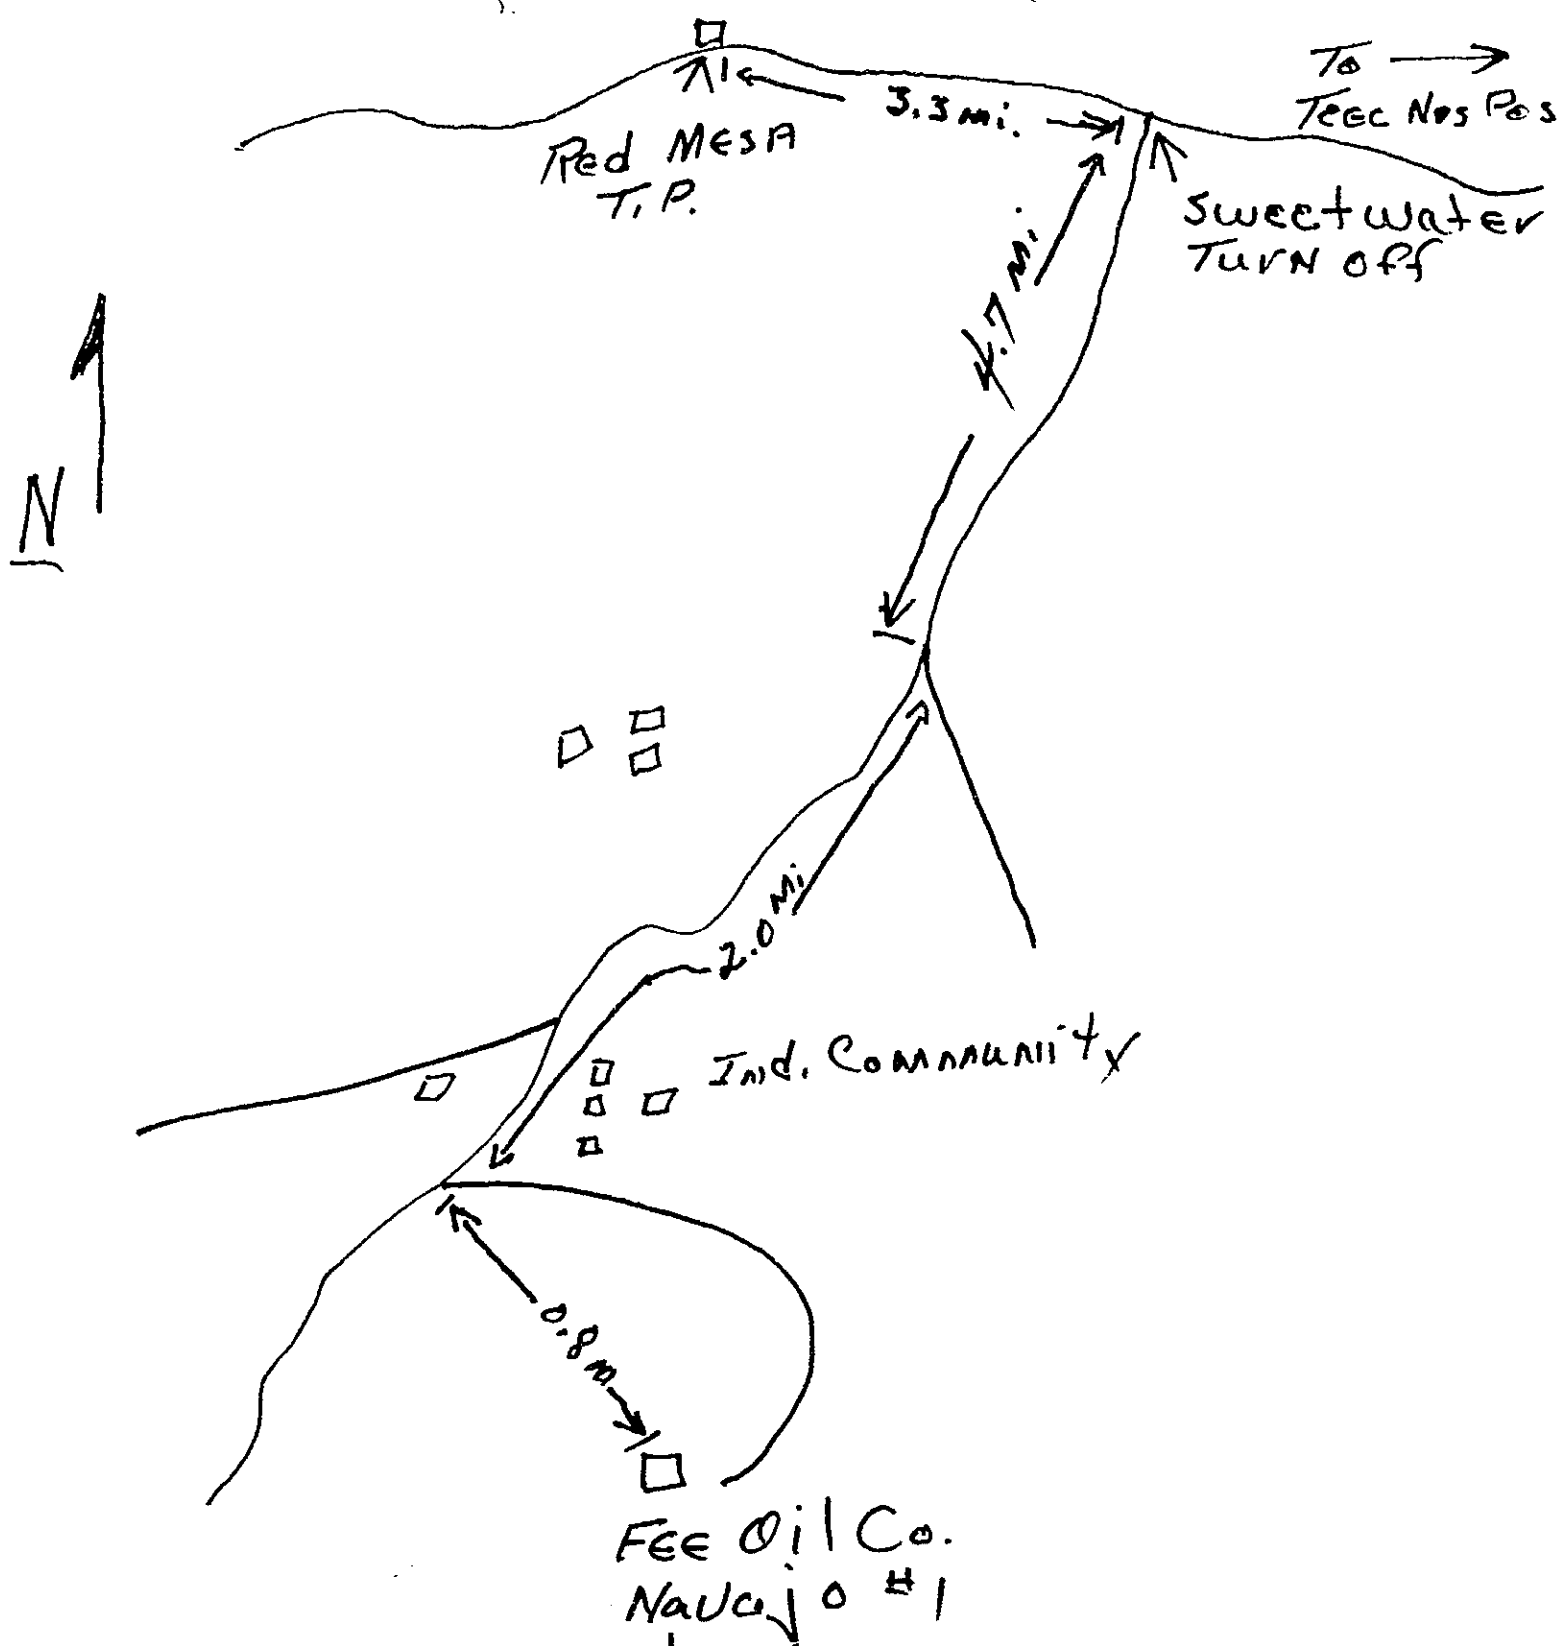 To
Teec Nos Pos
3.3 mi.
Red Mesa
T.P.
Sweetwater
Turn off
4.7 Mi.
N
2.0 Mi
Ind. Community
0.8 m
Fee Oil Co.
Navajo #1